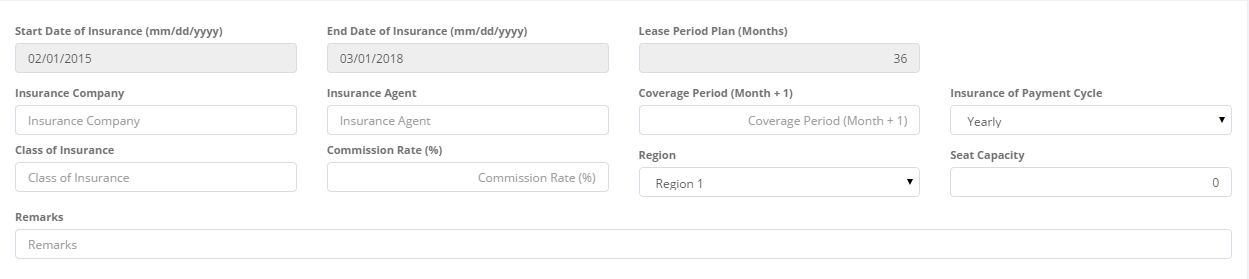 Start Date of Insurance (mm/dd/yyyy) End Date of Insurance (mm/dd/yyyy) Lease Period Plan (Months)
02/01/2015 03/01/2018 36
Insurance Company Insurance Agent Coverage Period (Month + 1) Insurance of Payment Cycle
Insurance Company Insurance Agent Coverage Period (Month + 1) Yearly
Class of Insurance Commission Rate (%) Region Seat Capacity
Class of Insurance Commission Rate (%) Region 1 0
Remarks
Remarks